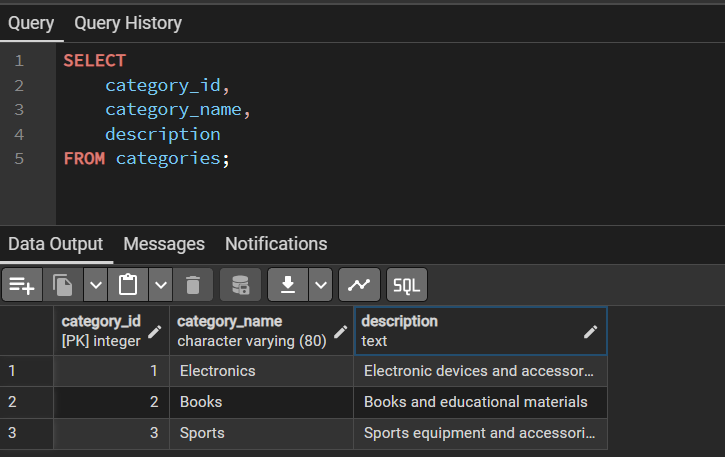 Query Query History
1 SELECT
2 category_id,
3 category_name,
4 description
5 FROM categories;
Data Output Messages Notifications
SQL
category_id category_name description
[PK] integer character varying (80) text
1 1 Electronics Electronic devices and accessor...
2 2 Books Books and educational materials
3 3 Sports Sports equipment and accessori...